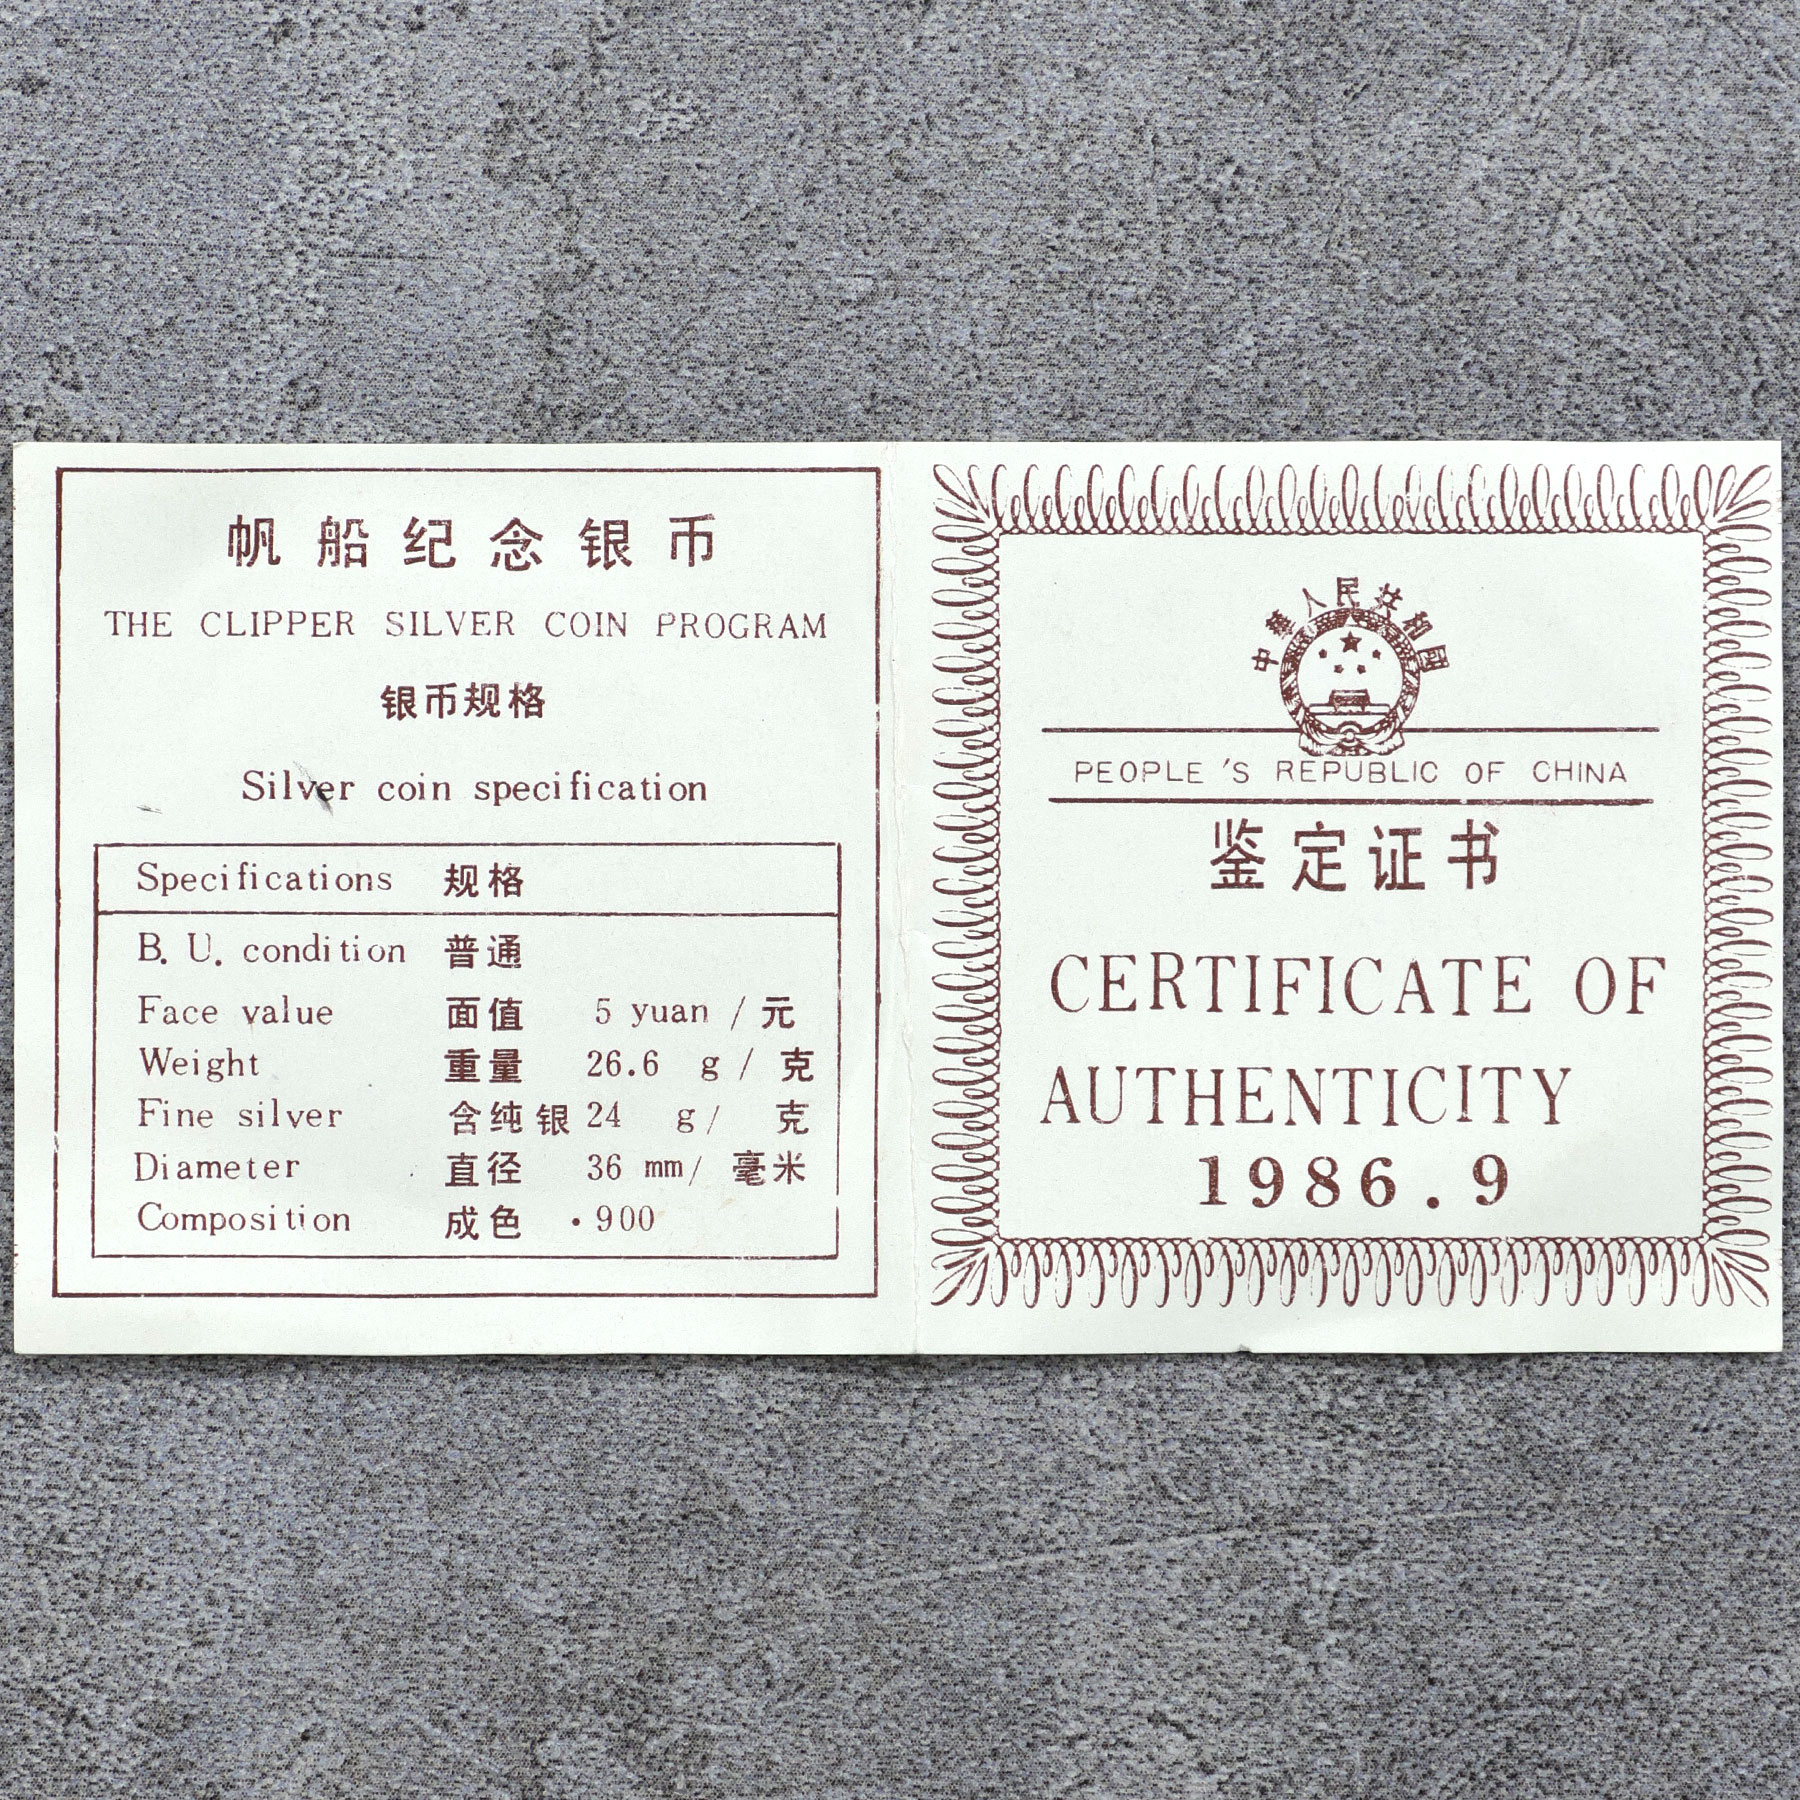 帆船纪念银币
THE CLIPPER SILVER COIN PROGRAM
银币规格
Silver coin specification
Specifications 规格
B. U. condition 普通
Face value 面值 5 yuan / 元
Weight 重量 26.6 g / 克
Fine silver 含纯银 24 g / 克
Diameter 直径 36 mm / 毫米
Composition 成色 .900
中華人民共和國
PEOPLE 'S REPUBLIC OF CHINA
鉴定证书
CERTIFICATE OF
AUTHENTICITY
1986.9